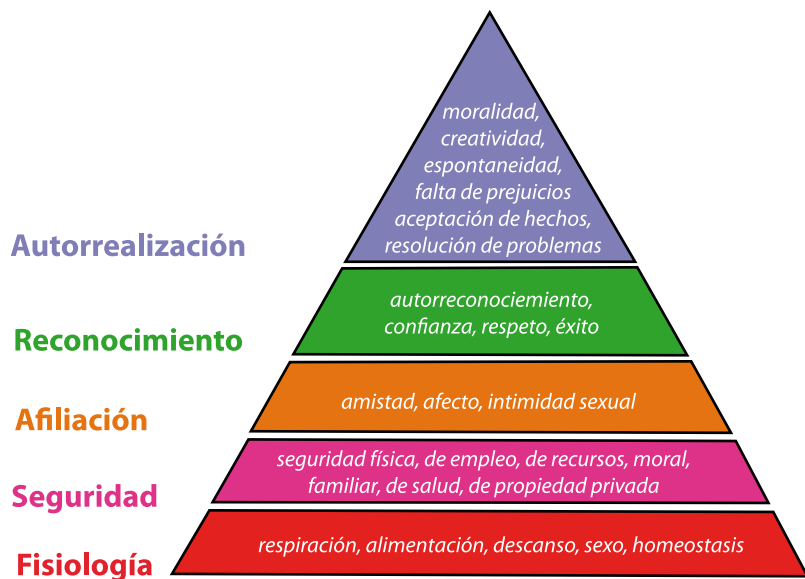 moralidad,
creatividad,
espontaneidad,
falta de prejuicios
aceptación de hechos,
resolución de problemas
Autorrealización
autorreconociemiento,
confianza, respeto, éxito
Reconocimiento
amistad, afecto, intimidad sexual
Afiliación
seguridad física, de empleo, de recursos, moral,
familiar, de salud, de propiedad privada
Seguridad
respiración, alimentación, descanso, sexo, homeostasis
Fisiología